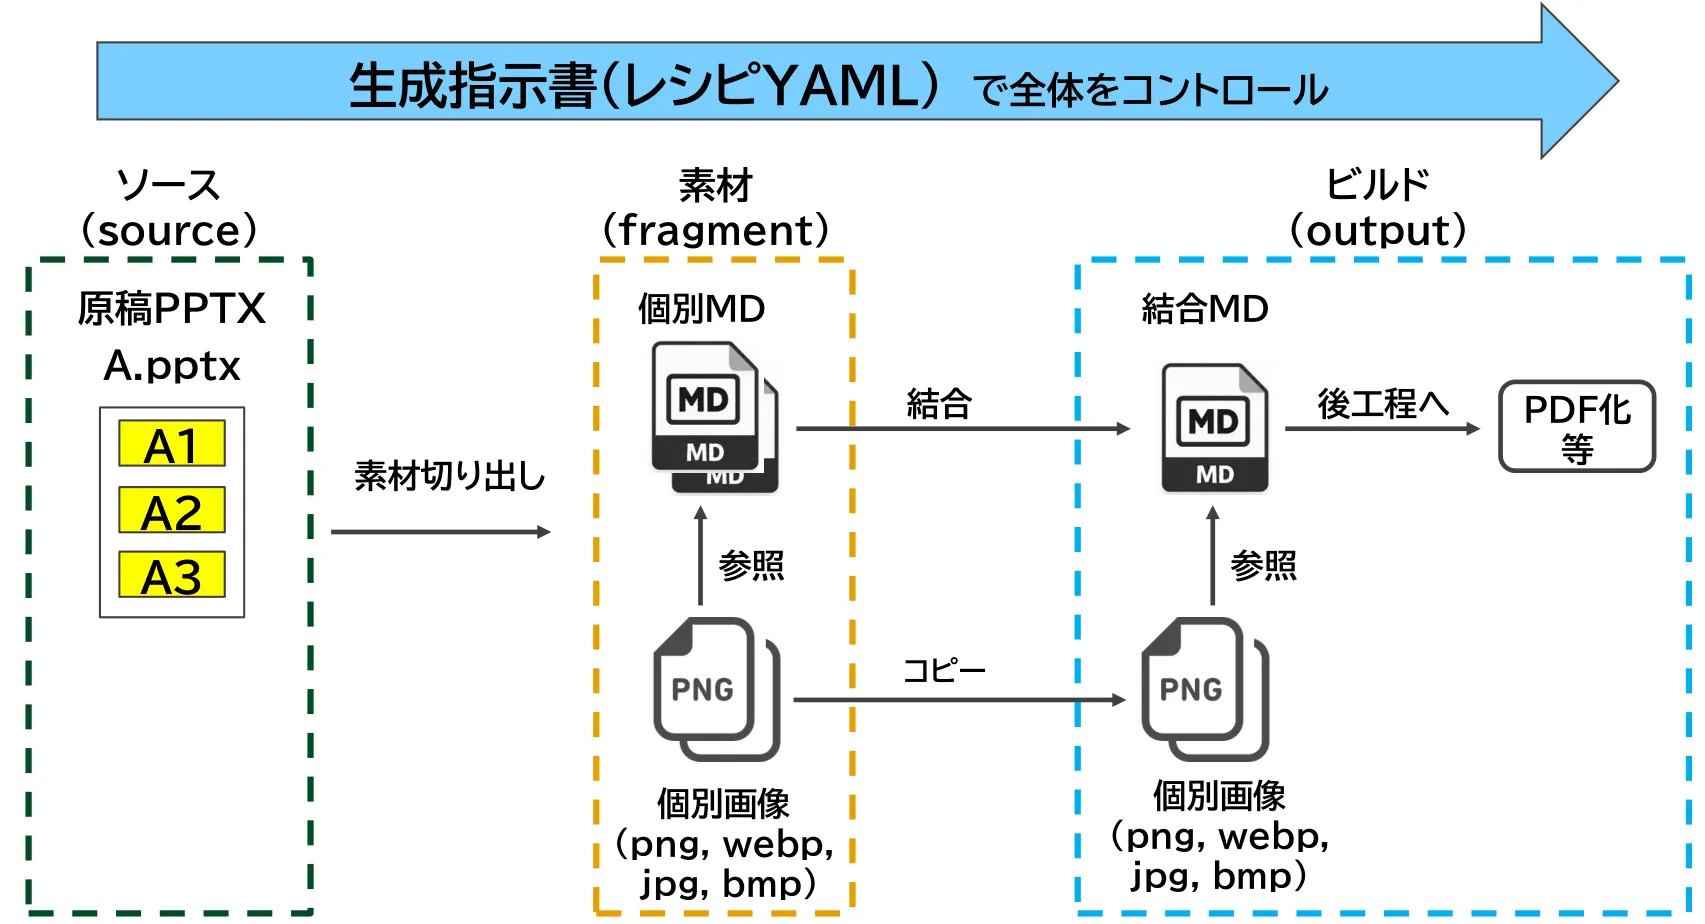 生成指示書(レシピYAML) で全体をコントロール
ソース
(source)
原稿PPTX
A.pptx
A1
A2
A3
素材切り出し
素材
(fragment)
個別MD
MD
MD
MD
参照
PNG
個別画像
(png, webp,
jpg, bmp)
結合
コピー
ビルド
(output)
結合MD
MD
MD
後工程へ
PDF化
等
参照
PNG
個別画像
(png, webp,
jpg, bmp)